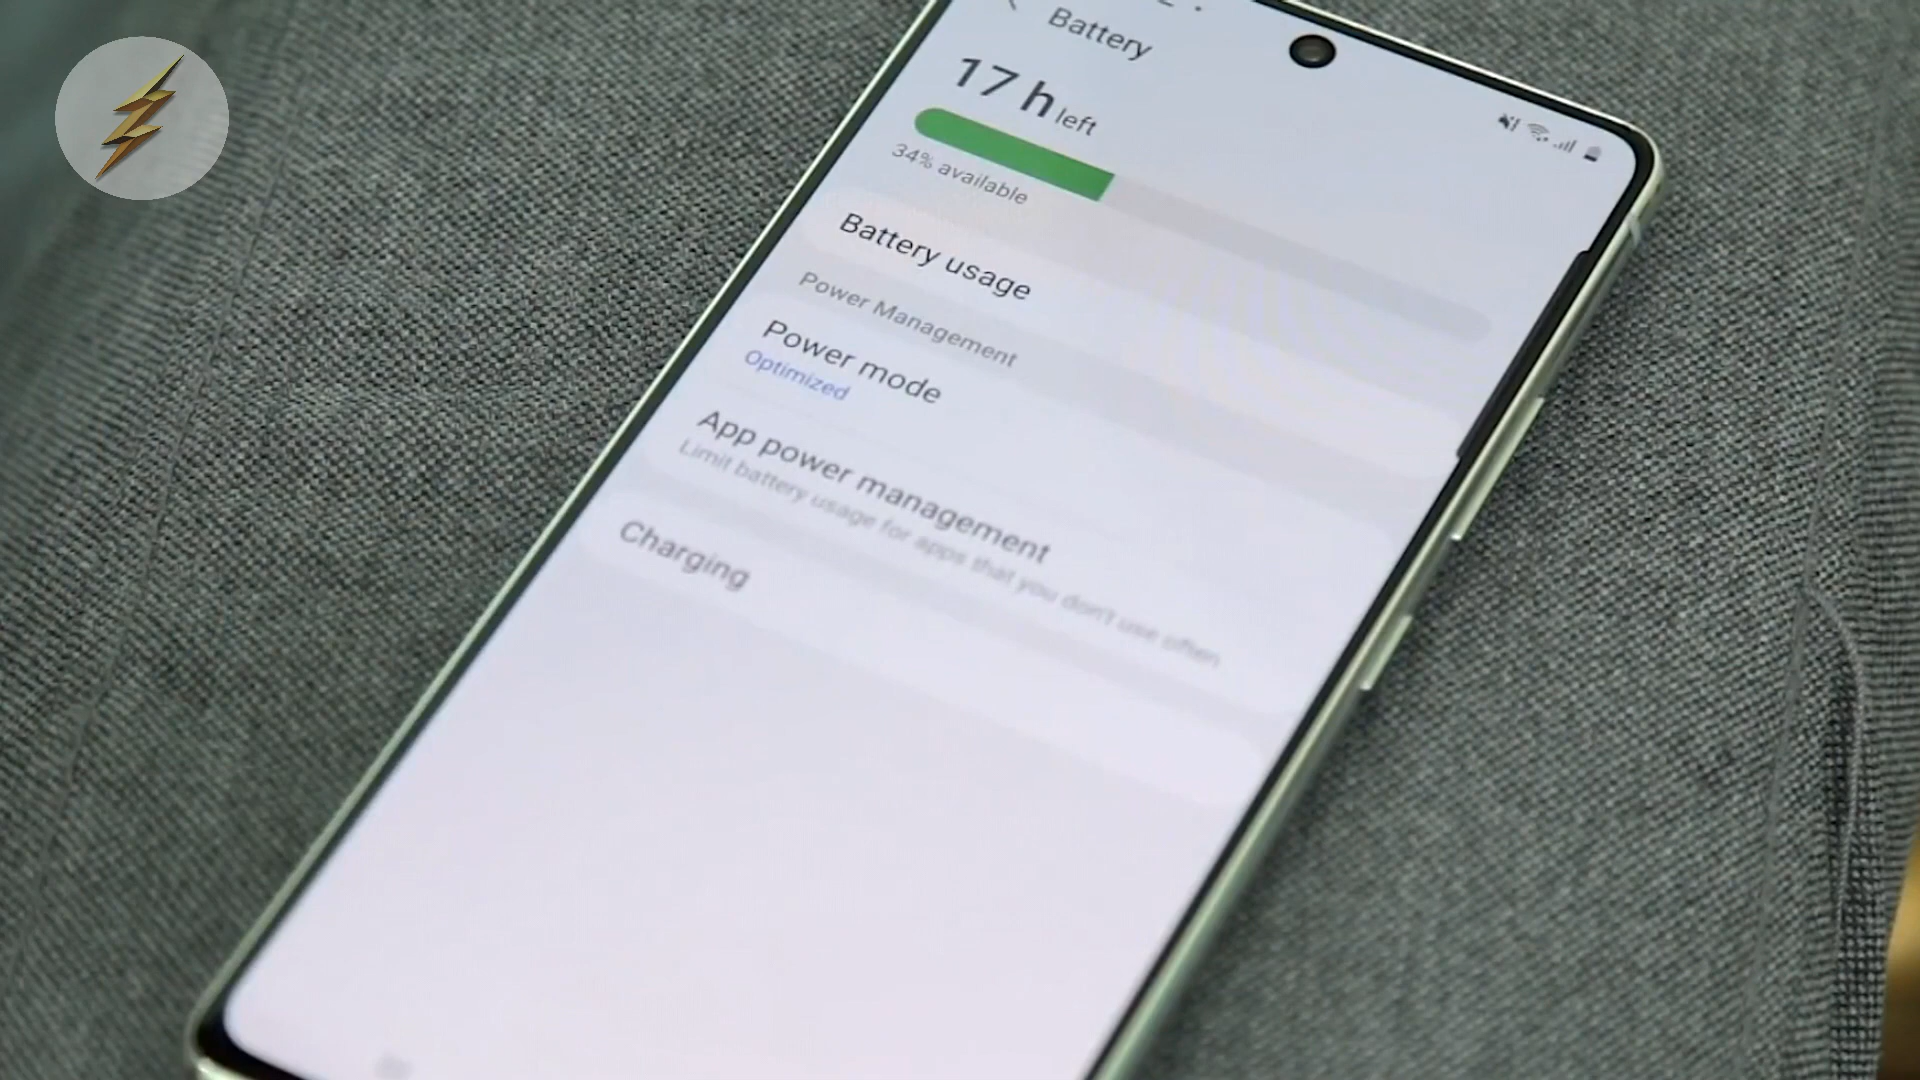 Battery
17 h left
34% available
Battery usage
Power Management
Power mode
Optimized
App power management
Limit battery usage for apps that you don't use often
Charging